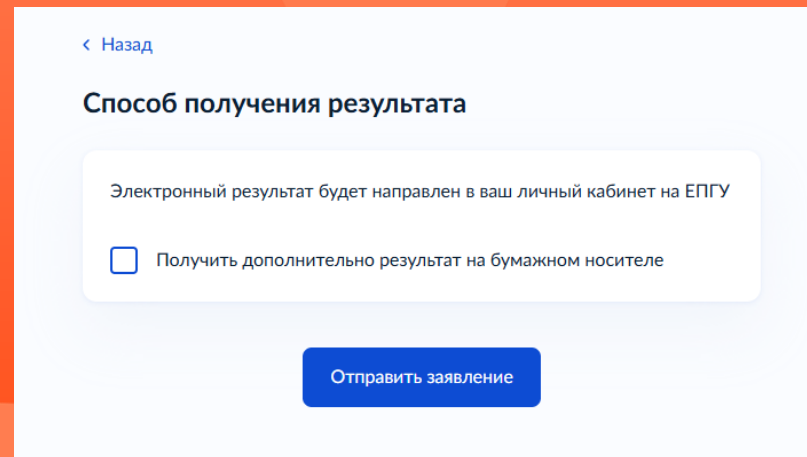 Назад
Способ получения результата
Электронный результат будет направлен в ваш личный кабинет на ЕПГУ
Получить дополнительно результат на бумажном носителе
Отправить заявление